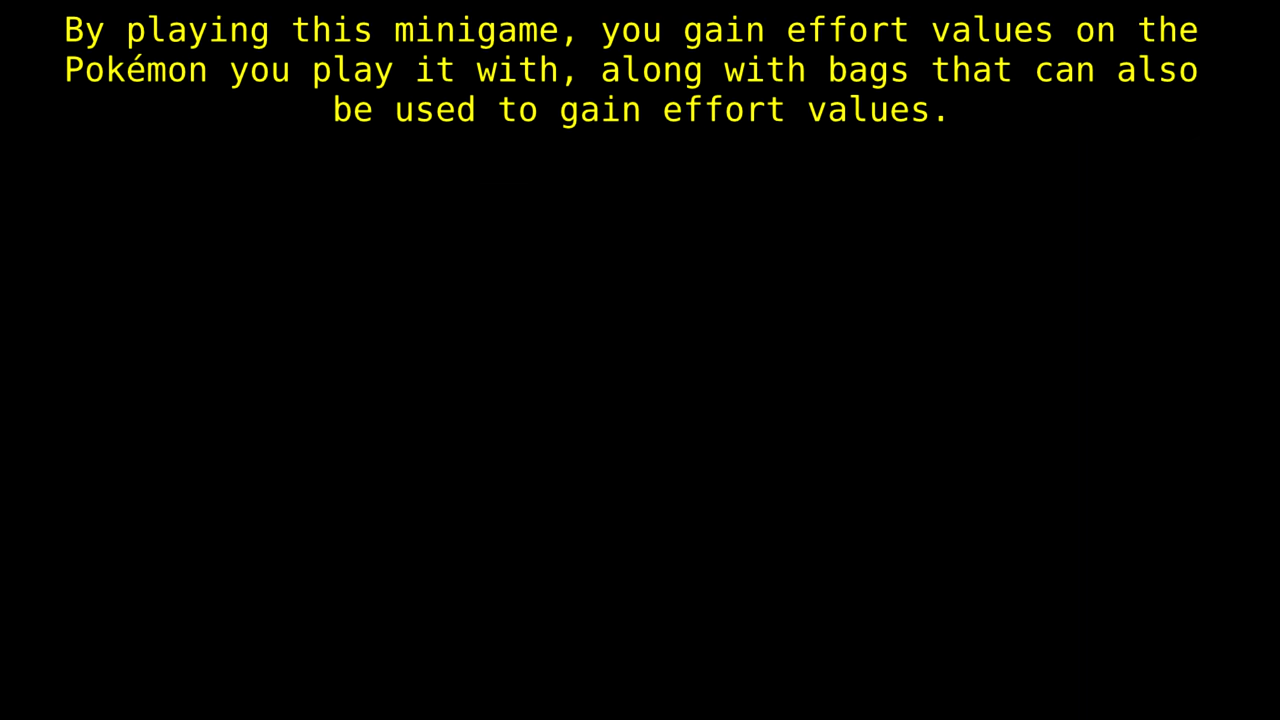 By playing this minigame, you gain effort values on the
Pokémon you play it with, along with bags that can also
be used to gain effort values.